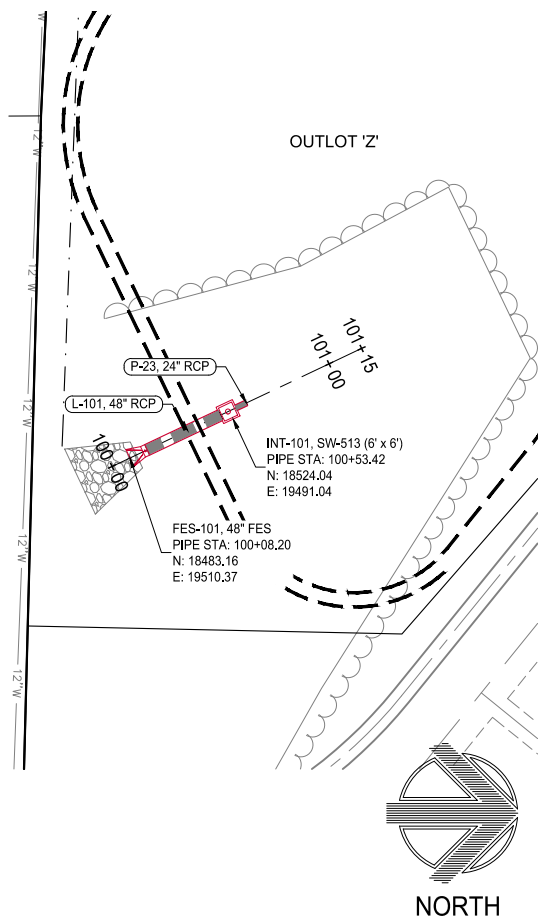 W
12"W
OUTLOT 'Z'
12"W
101+15
101+00
P-23, 24" RCP
L-101, 48" RCP
12"W
100+00
INT-101, SW-513 (6' x 6')
PIPE STA: 100+53.42
N: 18524.04
E: 19491.04
FES-101, 48" FES
PIPE STA: 100+08.20
N: 18483.16
E: 19510.37
12"W
12"W
NORTH